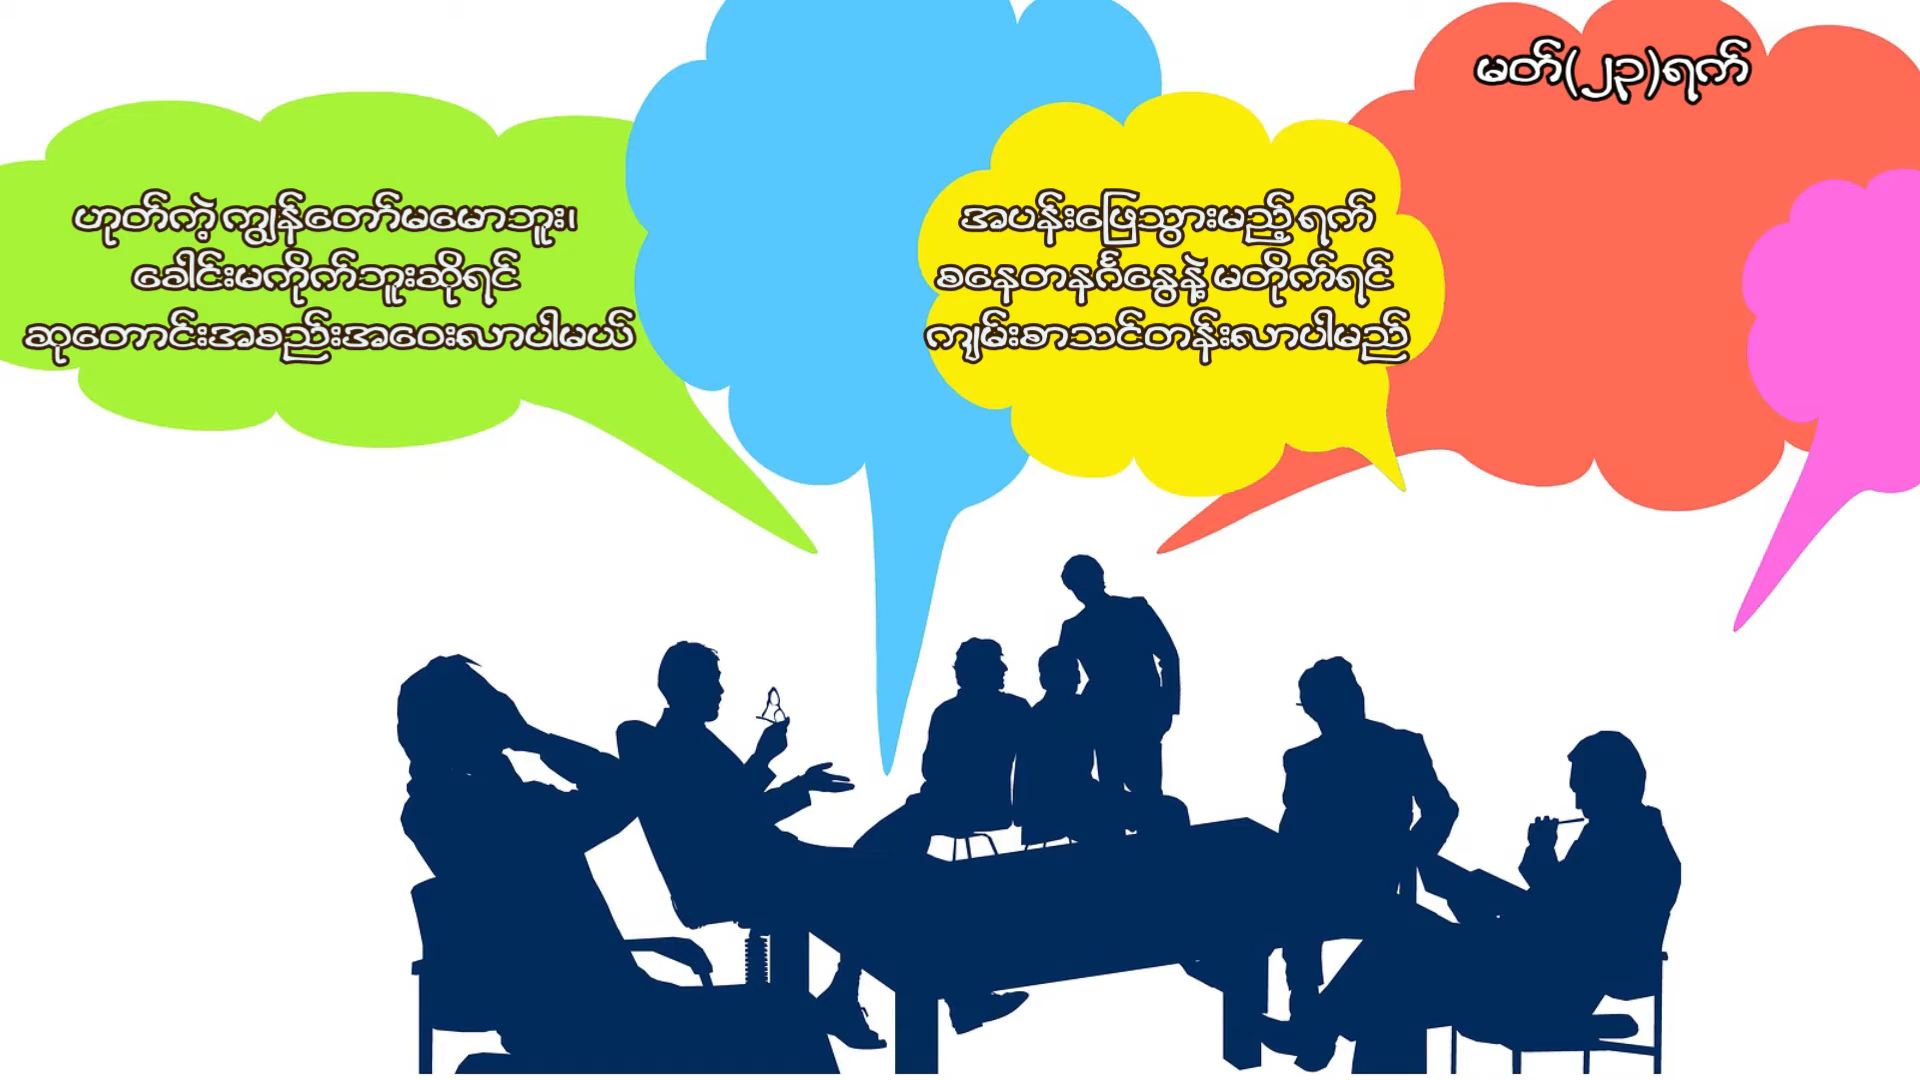 မတ်(၂၃)ရက်
ဟုတ်ကဲ့ ကျွန်တော်မမောဘူး၊
ခေါင်းမကိုက်ဘူးဆိုရင်
ဆုတောင်းအစည်းအဝေးလာပါမယ်
အပန်းဖြေသွားမည့်ရက်
စနေတနင်္ဂနွေနဲ့ မတိုက်ရင်
ကျမ်းစာသင်တန်းလာပါမည်